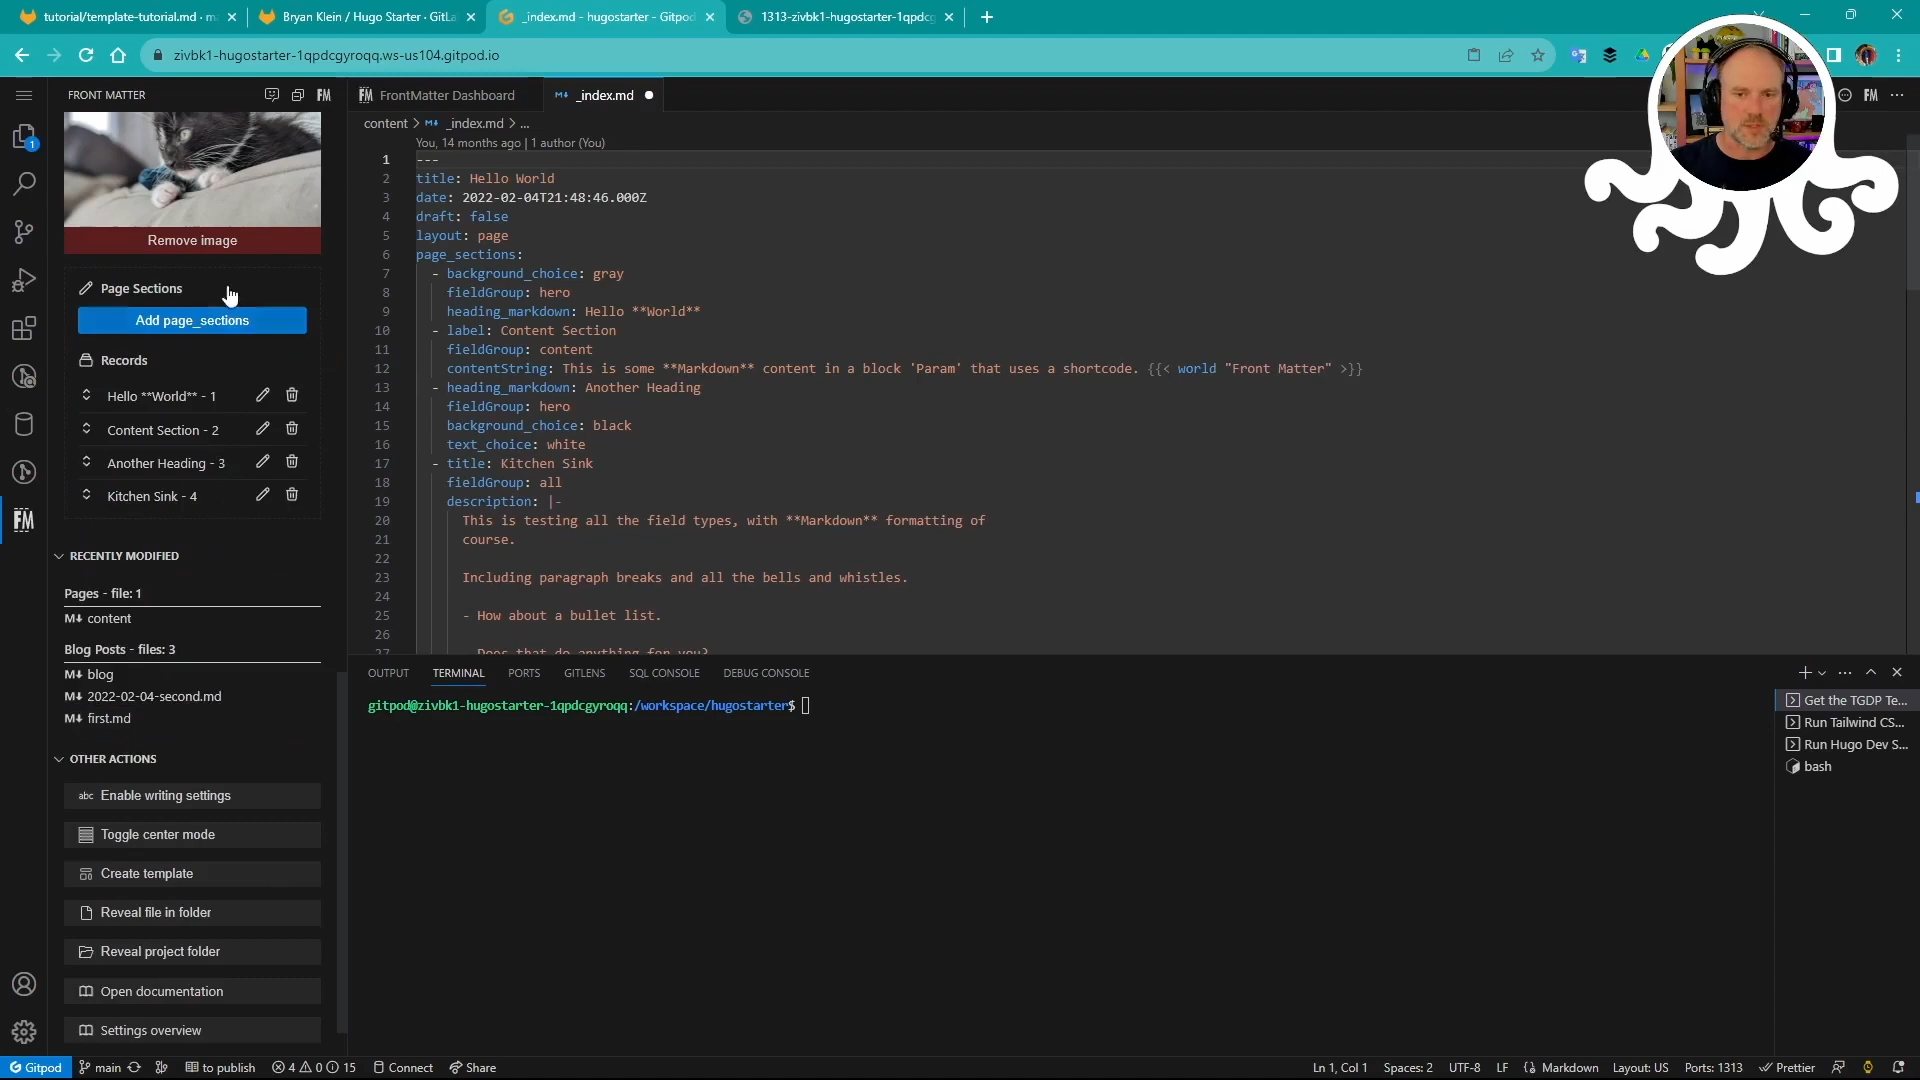 tutorial/template-tutorial.md · ma
Bryan Klein / Hugo Starter · GitLa
_index.md - hugostarter - Gitpod
1313-zivbk1-hugostarter-1qpdcg
zivbk1-hugostarter-1qpdcgyroqq.ws-us104.gitpod.io
FRONT MATTER
FM
FrontMatter Dashboard
_index.md
FM
content > _index.md > ...
1
You, 14 months ago | 1 author (You)
1 ---
2 title: Hello World
3 date: 2022-02-04T21:48:46.000Z
4 draft: false
5 layout: page
6 page_sections:
7 - background_choice: gray
8 fieldGroup: hero
9 heading_markdown: Hello **World**
10 - label: Content Section
11 fieldGroup: content
12 contentString: This is some **Markdown** content in a block 'Param' that uses a shortcode. {{< world "Front Matter" >}}
13 - heading_markdown: Another Heading
14 fieldGroup: hero
15 background_choice: black
16 text_choice: white
17 - title: Kitchen Sink
18 fieldGroup: all
19 description: |-
20 This is testing all the field types, with **Markdown** formatting of
21 course.
22
23 Including paragraph breaks and all the bells and whistles.
24
25 - How about a bullet list.
26
27 Does that do anything for you?
Remove image
Page Sections
Add page_sections
Records
Hello **World** - 1
Content Section - 2
Another Heading - 3
Kitchen Sink - 4
FM
RECENTLY MODIFIED
Pages - file: 1
content
Blog Posts - files: 3
blog
2022-02-04-second.md
first.md
OTHER ACTIONS
abc Enable writing settings
Toggle center mode
Create template
Reveal file in folder
Reveal project folder
Open documentation
Settings overview
OUTPUT TERMINAL PORTS GITLENS SQL CONSOLE DEBUG CONSOLE
gitpod@zivbk1-hugostarter-1qpdcgyroqq:/workspace/hugostarter$
Get the TGDP Te...
Run Tailwind CS...
Run Hugo Dev S...
bash
Gitpod main to publish 4 0 15 Connect Share
Ln 1, Col 1 Spaces: 2 UTF-8 LF Markdown Layout: US Ports: 1313 Prettier